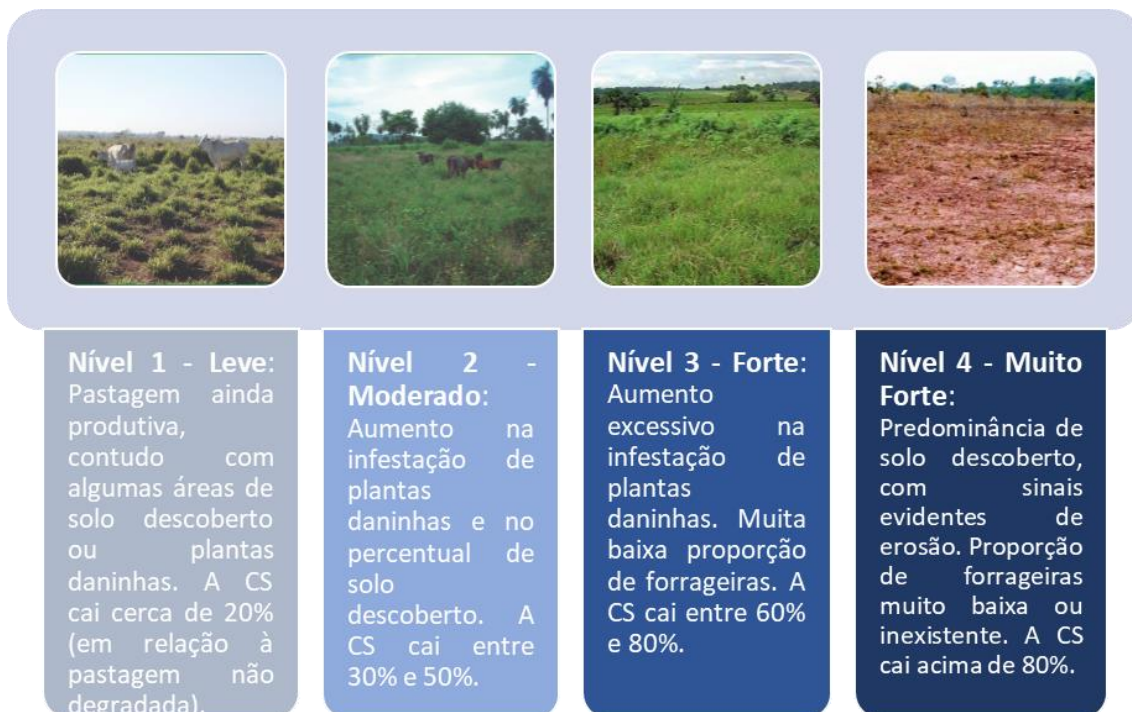 Nível 1 - Leve:
Pastagem ainda
produtiva,
contudo com
algumas áreas de
solo descoberto
ou plantas
daninhas. A CS
cai cerca de 20%
(em relação à
pastagem não
degradada).
Nível 2 -
Moderado:
Aumento na
infestação de
plantas
daninhas e no
percentual de
solo
descoberto. A
CS cai entre
30% e 50%.
Nível 3 - Forte:
Aumento
excessivo na
infestação de
plantas
daninhas. Muita
baixa proporção
de forrageiras. A
CS cai entre 60%
e 80%.
Nível 4 - Muito
Forte:
Predominância de
solo descoberto,
com sinais
evidentes de
erosão. Proporção
de forrageiras
muito baixa ou
inexistente. A CS
cai acima de 80%.